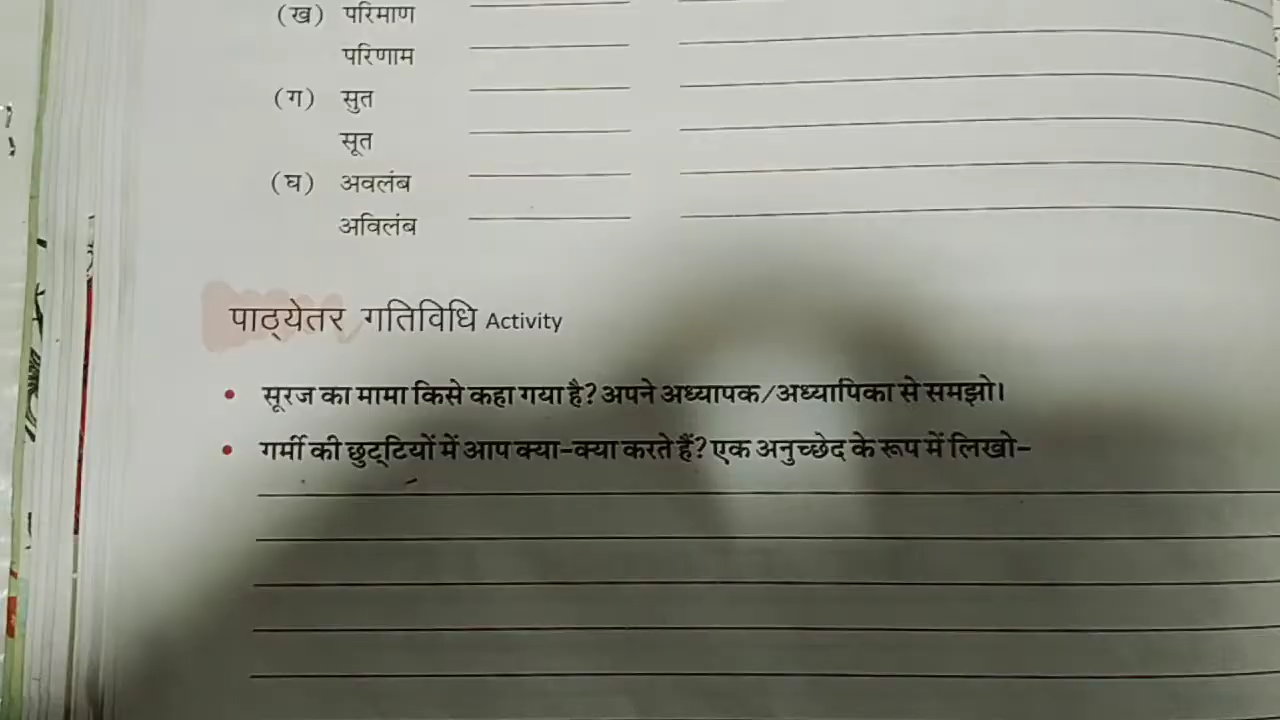 (ख) परिमाण
परिणाम
(ग) सुत
सूत
(घ) अवलंब
अविलंब
पाठ्येतर गतिविधि Activity
• सूरज का मामा किसे कहा गया है? अपने अध्यापक/अध्यापिका से समझो।
• गर्मी की छुट्टियों में आप क्या-क्या करते हैं? एक अनुच्छेद के रूप में लिखो-